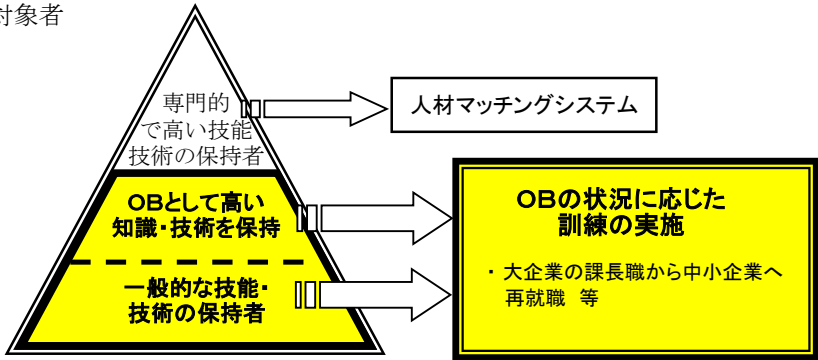 対象者
専門的
で高い技能
技術の保持者
人材マッチングシステム
OBとして高い
知識・技術を保持
一般的な技能・
技術の保持者
OBの状況に応じた
訓練の実施
・ 大企業の課長職から中小企業へ
再就職 等